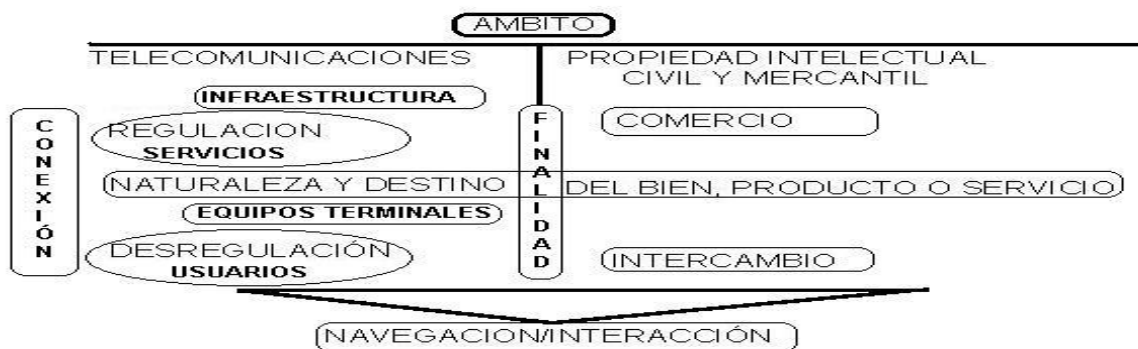 AMBITO
TELECOMUNICACIONES
PROPIEDAD INTELECTUAL
CIVIL Y MERCANTIL
INFRAESTRUCTURA
CONEXIÓN
REGULACION
SERVICIOS
FINALIDAD
COMERCIO
NATURALEZA Y DESTINO DEL BIEN, PRODUCTO O SERVICIO
EQUIPOS TERMINALES
DESREGULACIÓN
USUARIOS
INTERCAMBIO
NAVEGACION/INTERACCIÓN